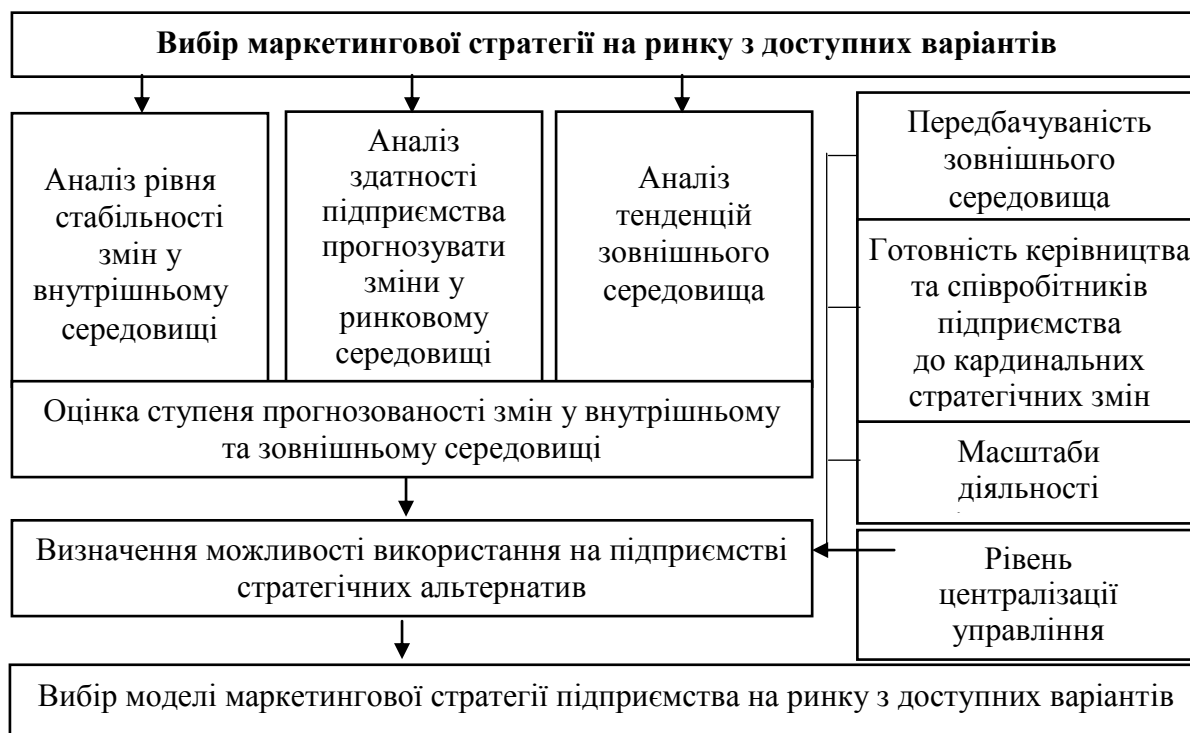 Вибір маркетингової стратегії на ринку з доступних варіантів
Аналіз рівня
стабільності
змін у
внутрішньому
середовищі
Аналіз
здатності
підприємства
прогнозувати
зміни у
ринковому
середовищі
Аналіз
тенденцій
зовнішнього
середовища
Передбачуваність
зовнішнього
середовища
Готовність керівництва
та співробітників
підприємства
до кардинальних
стратегічних змін
Масштаби
діяльності
Рівень
централізації
управління
Оцінка ступеня прогнозованості змін у внутрішньому
та зовнішньому середовищі
Визначення можливості використання на підприємстві
стратегічних альтернатив
Вибір моделі маркетингової стратегії підприємства на ринку з доступних варіантів